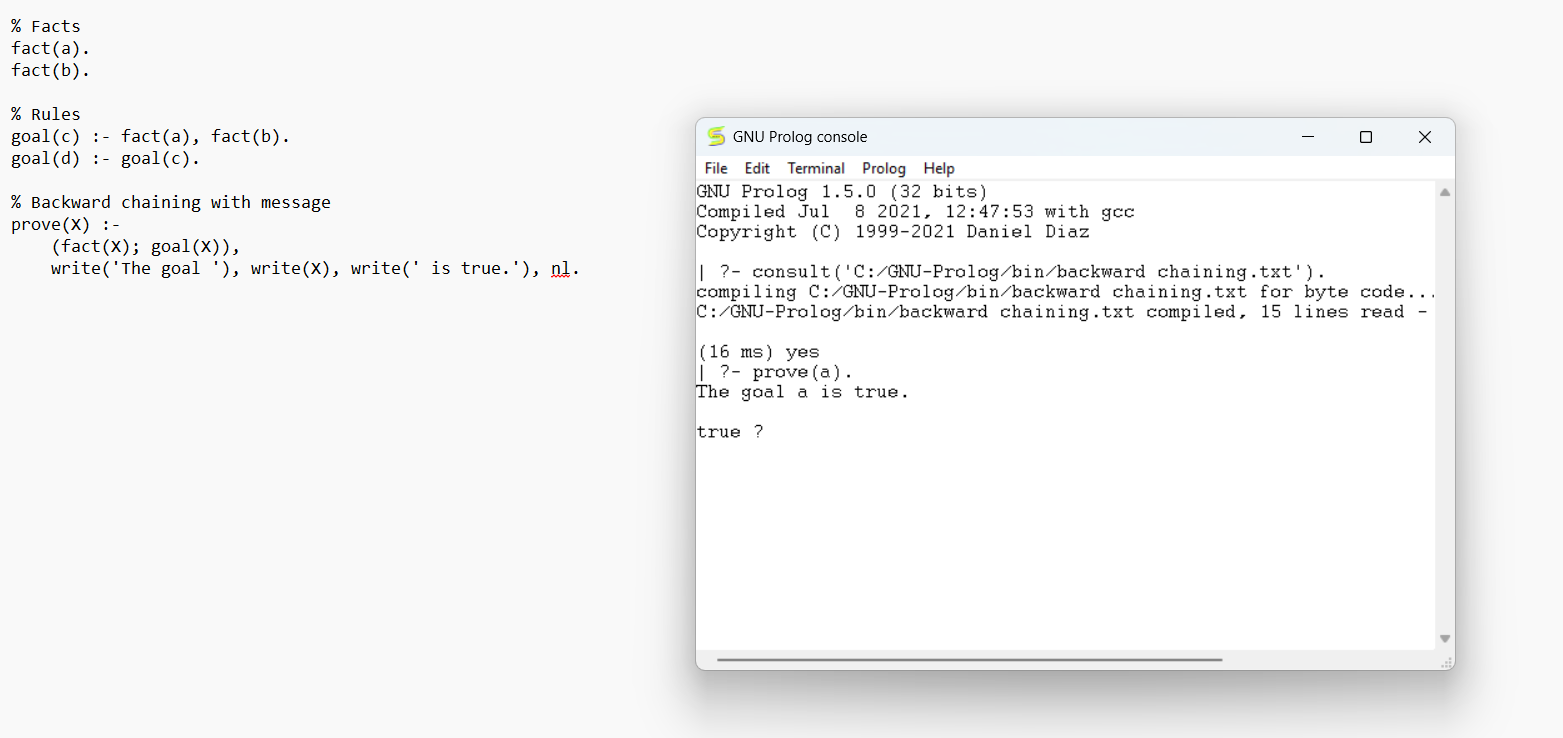 % Facts
fact(a).
fact(b).
% Rules
goal(c) :- fact(a), fact(b).
goal(d) :- goal(c).
% Backward chaining with message
prove(X) :-
    (fact(X); goal(X)),
    write('The goal '), write(X), write(' is true.'), nl.
GNU Prolog console
File Edit Terminal Prolog Help
GNU Prolog 1.5.0 (32 bits)
Compiled Jul  8 2021, 12:47:53 with gcc
Copyright (C) 1999-2021 Daniel Diaz
| ?- consult('C:/GNU-Prolog/bin/backward chaining.txt').
compiling C:/GNU-Prolog/bin/backward chaining.txt for byte code...
C:/GNU-Prolog/bin/backward chaining.txt compiled, 15 lines read -
(16 ms) yes
| ?- prove(a).
The goal a is true.
true ?